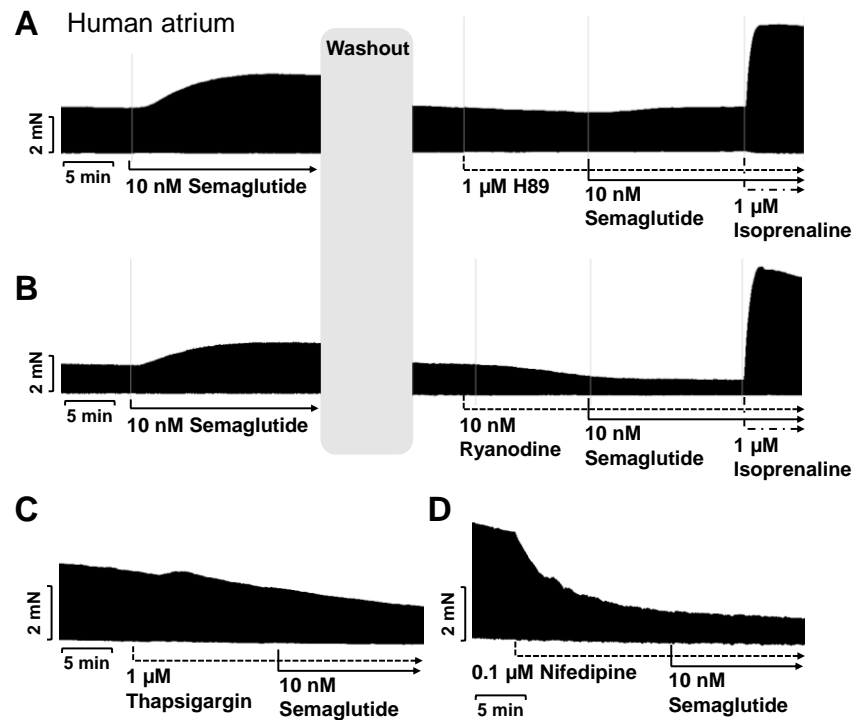 A Human atrium
Washout
2 mN
5 min
10 nM Semaglutide
1 µM H89
10 nM
Semaglutide
1 µM
Isoprenaline
B
2 mN
5 min
10 nM Semaglutide
10 nM
Ryanodine
10 nM
Semaglutide
1 µM
Isoprenaline
C
2 mN
5 min
1 µM
Thapsigargin
10 nM
Semaglutide
D
2 mN
0.1 µM Nifedipine
5 min
10 nM
Semaglutide